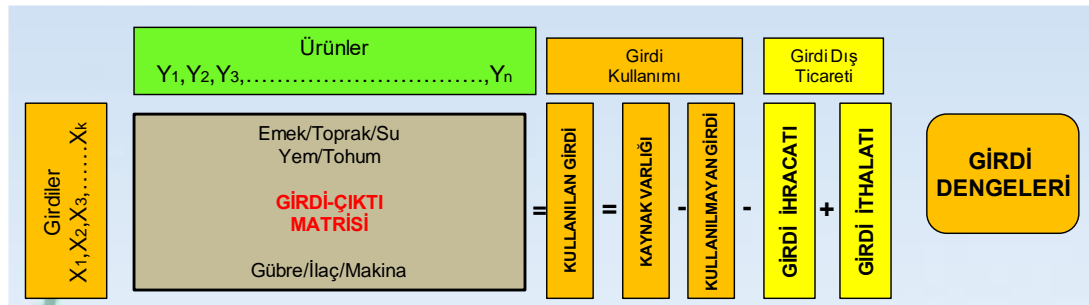 Ürünler
Y1,Y2,Y3,……………………………,Yn
Girdi
Kullanımı
Girdi Dış
Ticareti
Girdiler
X1,X2,X3,……Xk
Emek/Toprak/Su
Yem/Tohum
GİRDİ-ÇIKTI
MATRİSİ
Gübre/İlaç/Makina
=
KULLANILAN GİRDİ
=
KAYNAK VARLIĞI
-
KULLANILMAYAN GİRDİ
-
GİRDİ İHRACATI
+
GİRDİ İTHALATI
GİRDİ
DENGELERİ